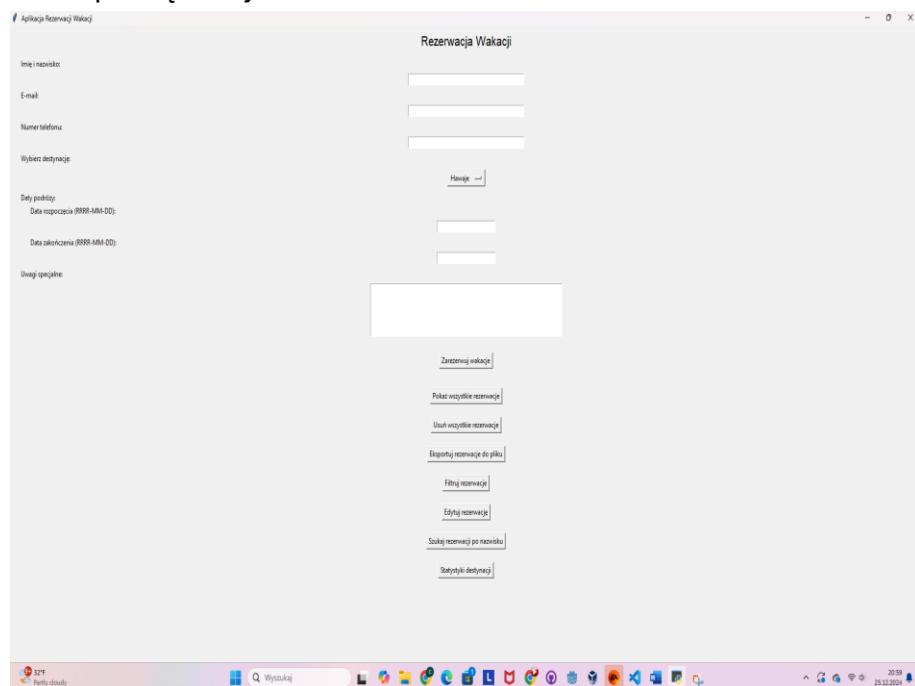 Aplikacja Rezerwacji Wakacji
Rezerwacja Wakacji
Imię i nazwisko:
E-mail:
Numer telefonu:
Wybierz destynację:
Hawaje
Daty podróży:
Data rozpoczęcia (RRRR-MM-DD):
Data zakończenia (RRRR-MM-DD):
Uwagi specjalne:
Zarezerwuj wakacje
Pokaż wszystkie rezerwacje
Usuń wszystkie rezerwacje
Eksportuj rezerwacje do pliku
Filtruj rezerwacje
Edytuj rezerwacje
Szukaj rezerwacji po nazwisku
Statystyki destynacji
32°F
Partly cloudy
Wyszukaj
20:59
25.12.2024